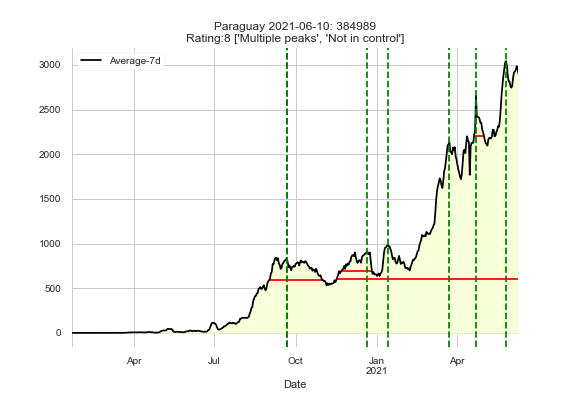 Paraguay 2021-06-10: 384989
Rating:8 ['Multiple peaks', 'Not in control']
Average-7d
3000
2500
2000
1500
1000
500
0
Apr
Jul
Oct
Jan
2021
Apr
Date